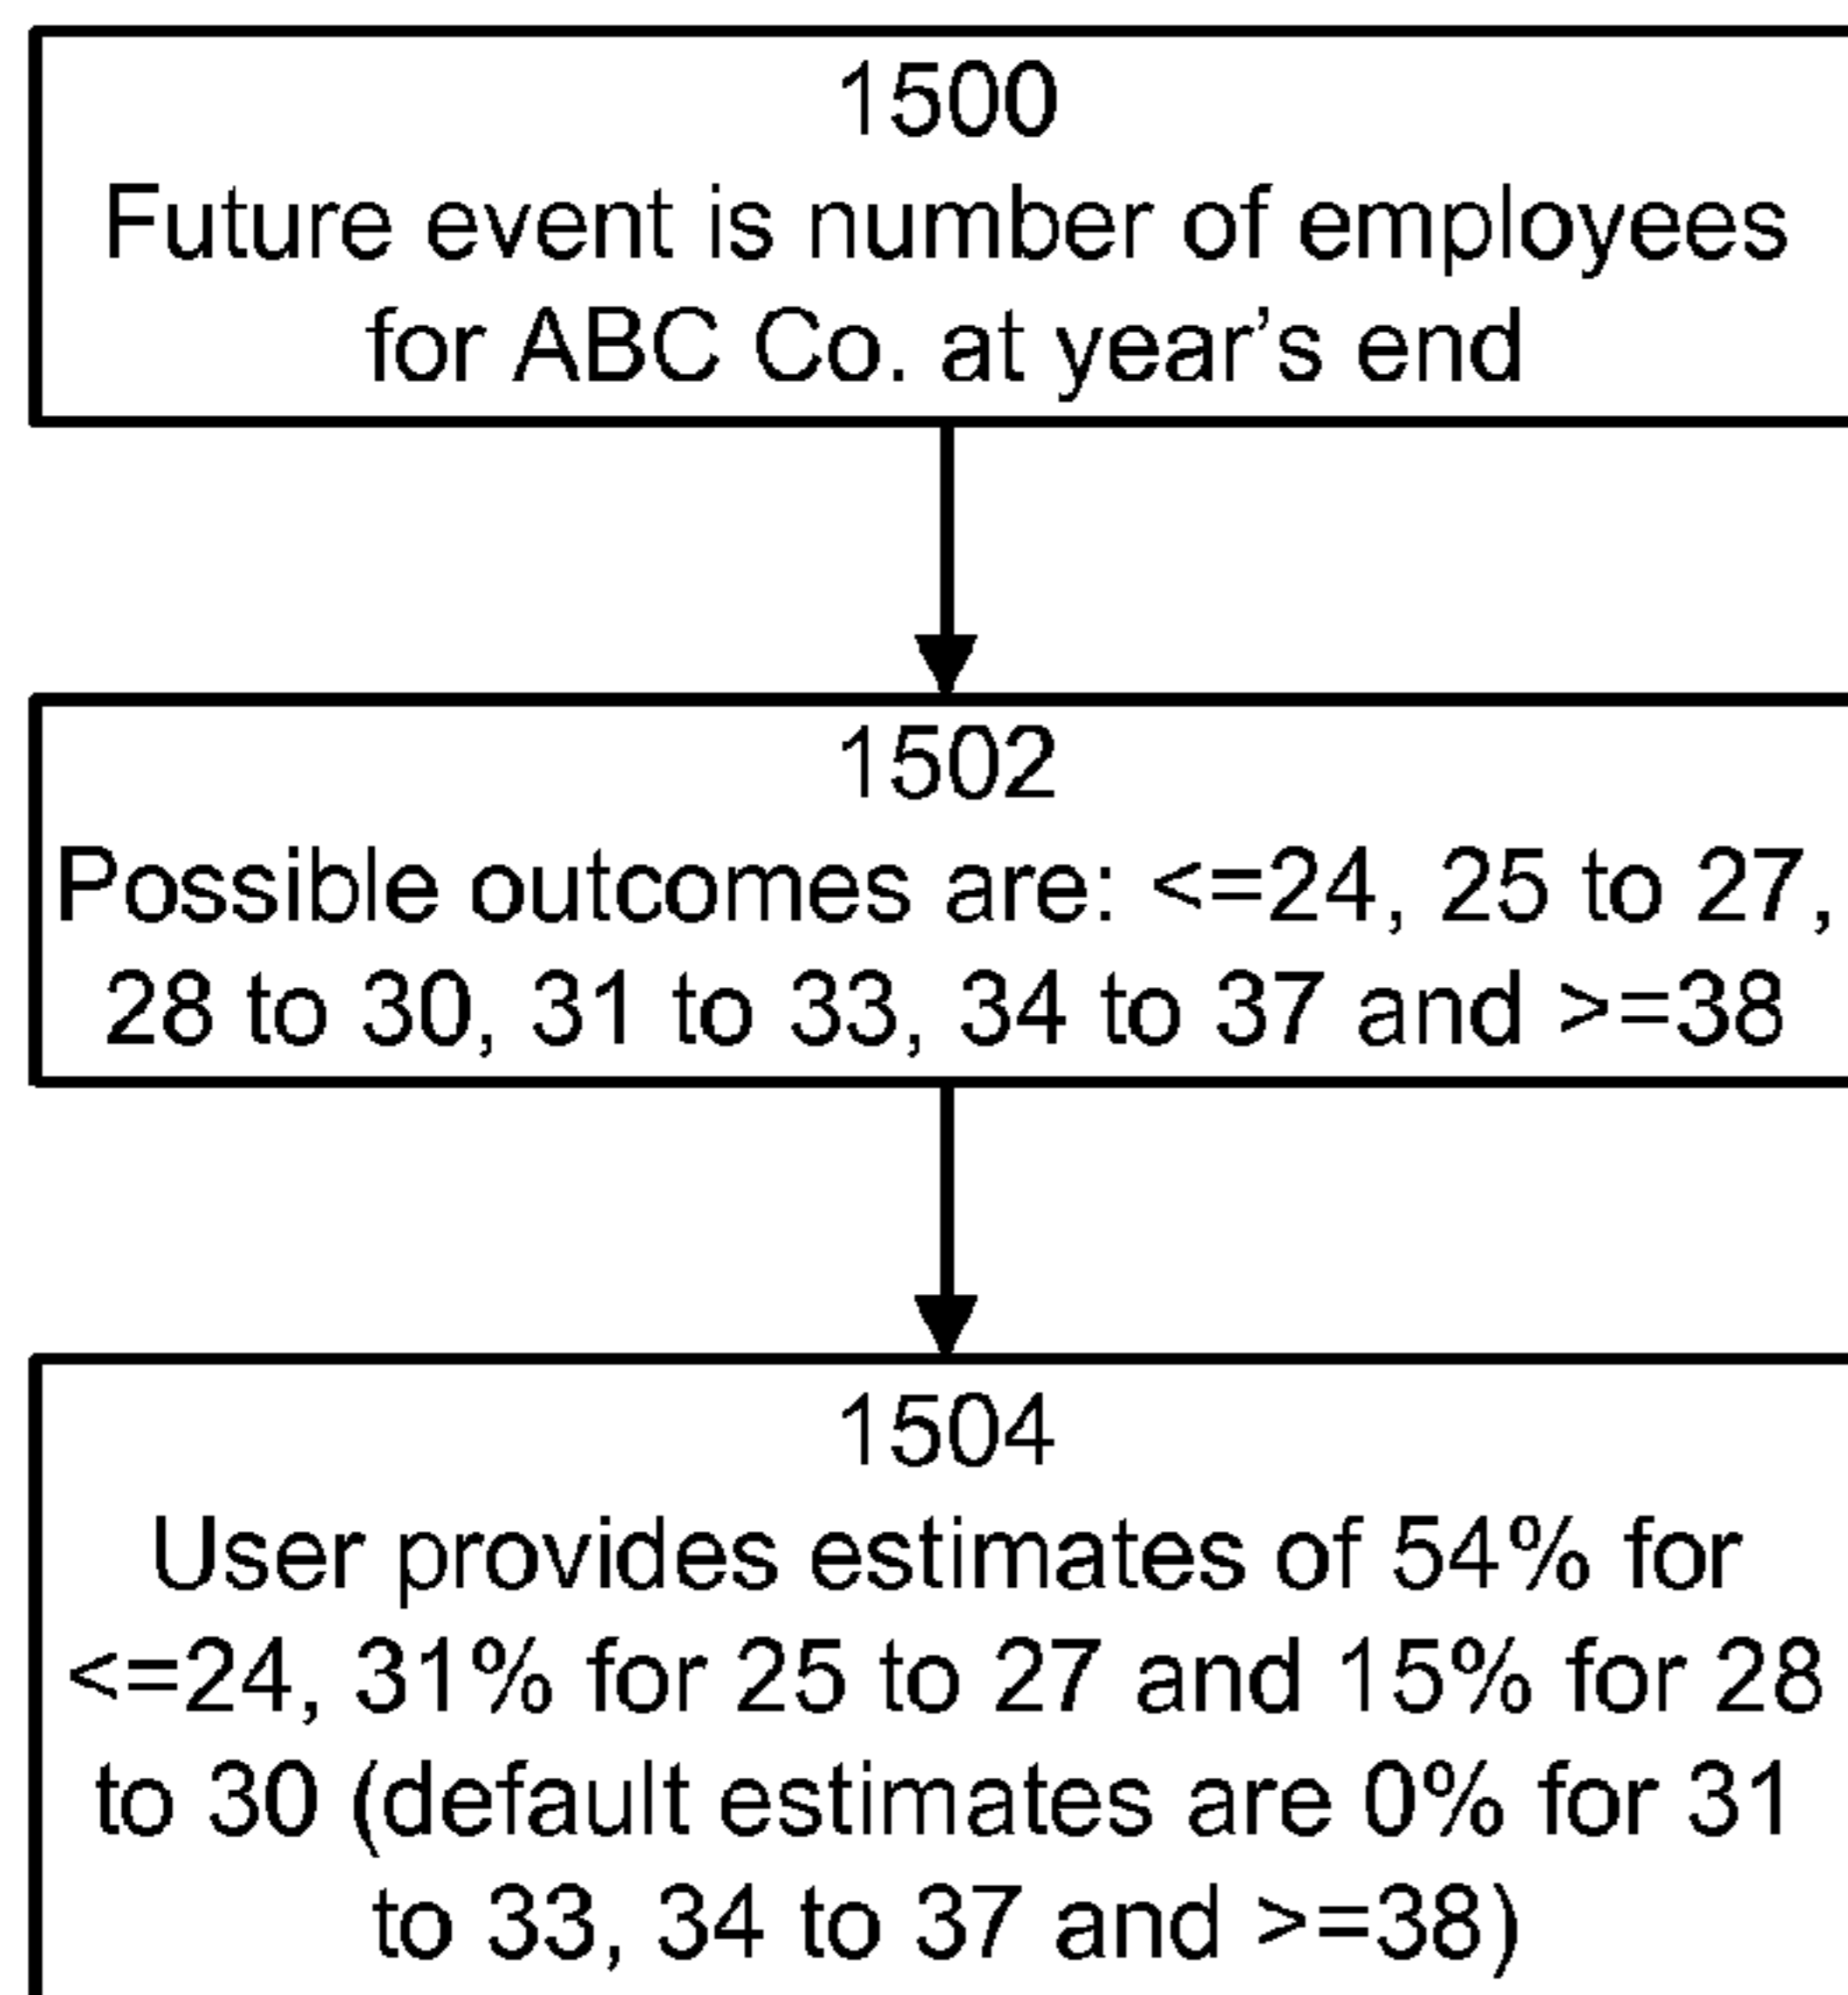 1500
Future event is number of employees
for ABC Co. at year's end
1502
Possible outcomes are: <=24, 25 to 27,
28 to 30, 31 to 33, 34 to 37 and >=38
1504
User provides estimates of 54% for
<=24, 31% for 25 to 27 and 15% for 28
to 30 (default estimates are 0% for 31
to 33, 34 to 37 and >=38)